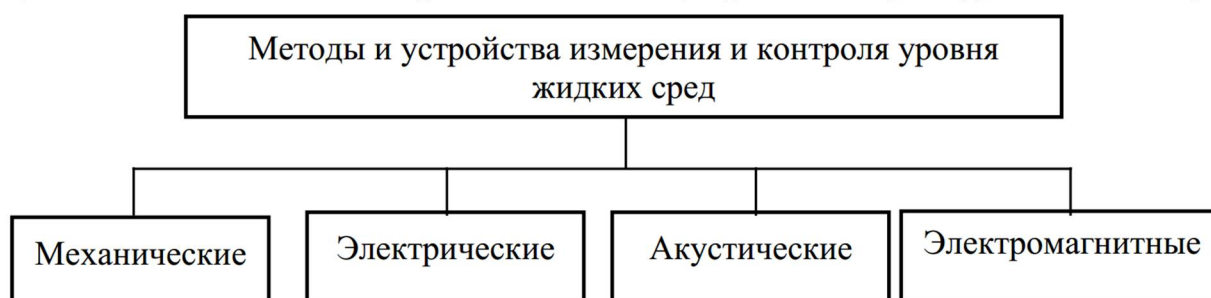 Методы и устройства измерения и контроля уровня
жидких сред
Механические
Электрические
Акустические
Электромагнитные